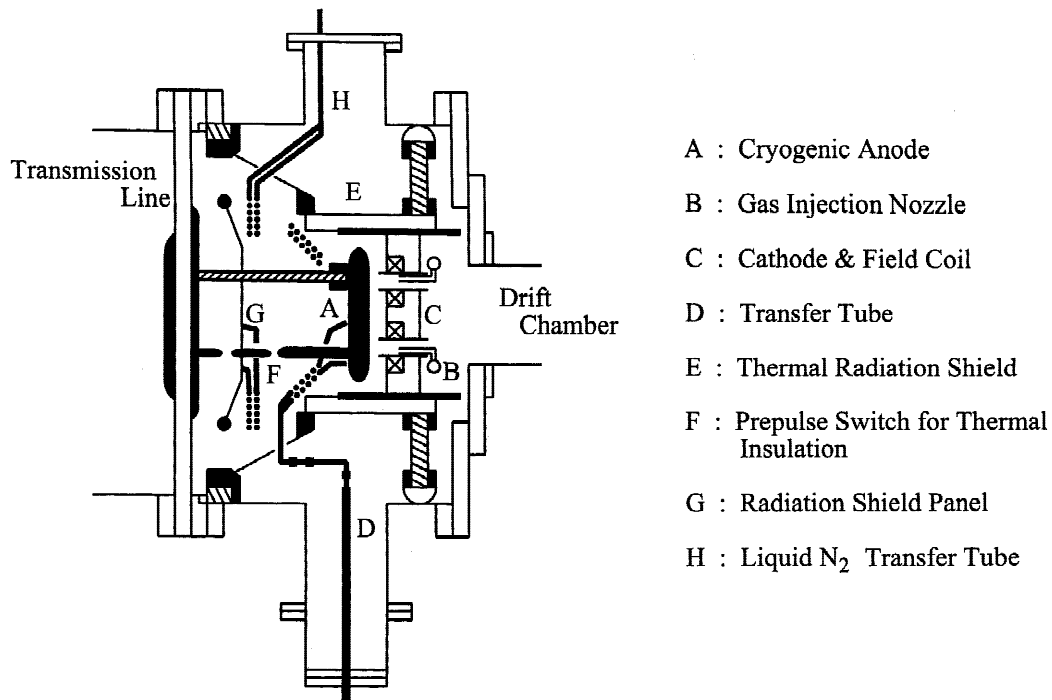 H
Transmission
Line
E
A
G
Drift
Chamber
C
F
B
D
A : Cryogenic Anode
B : Gas Injection Nozzle
C : Cathode & Field Coil
D : Transfer Tube
E : Thermal Radiation Shield
F : Prepulse Switch for Thermal
Insulation
G : Radiation Shield Panel
H : Liquid N₂ Transfer Tube